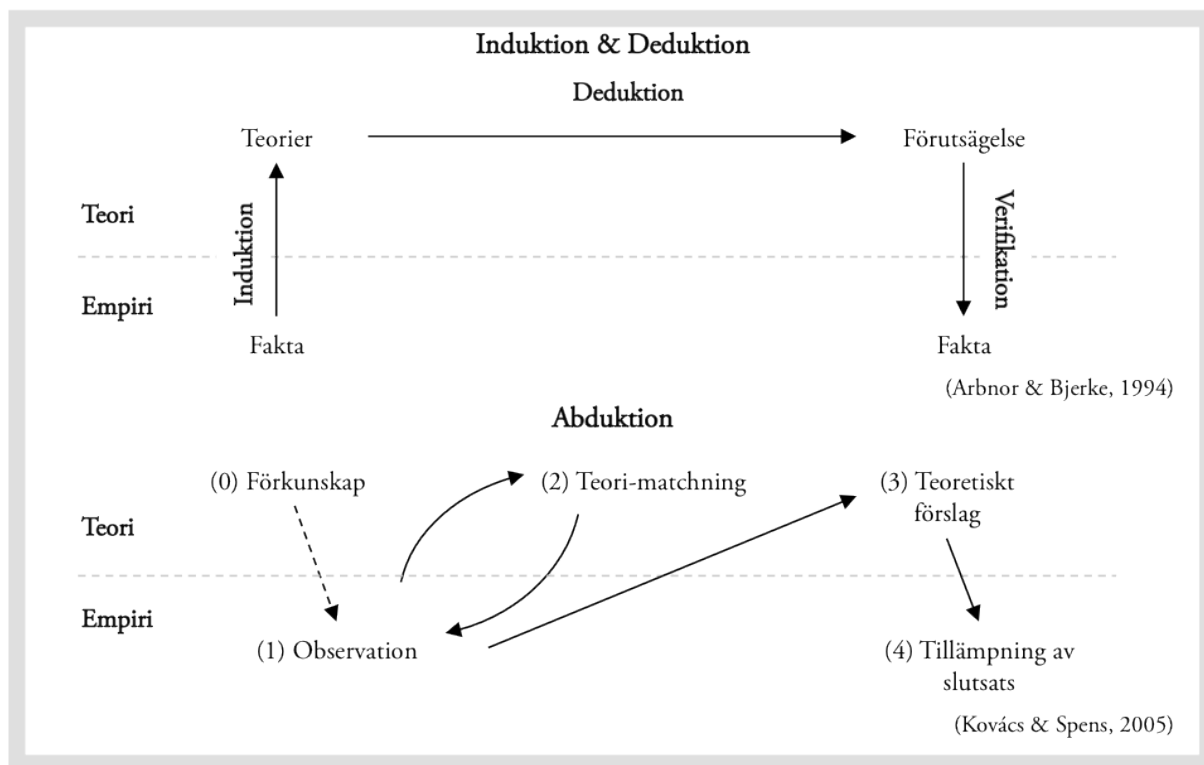 Induktion & Deduktion
Deduktion
Teorier
Förutsägelse
Teori
Induktion
Verifikation
Empiri
Fakta
Fakta
(Arbnor & Bjerke, 1994)
Abduktion
(0) Förkunskap
(2) Teori-matchning
(3) Teoretiskt
förslag
Teori
Empiri
(1) Observation
(4) Tillämpning av
slutsats
(Kovács & Spens, 2005)